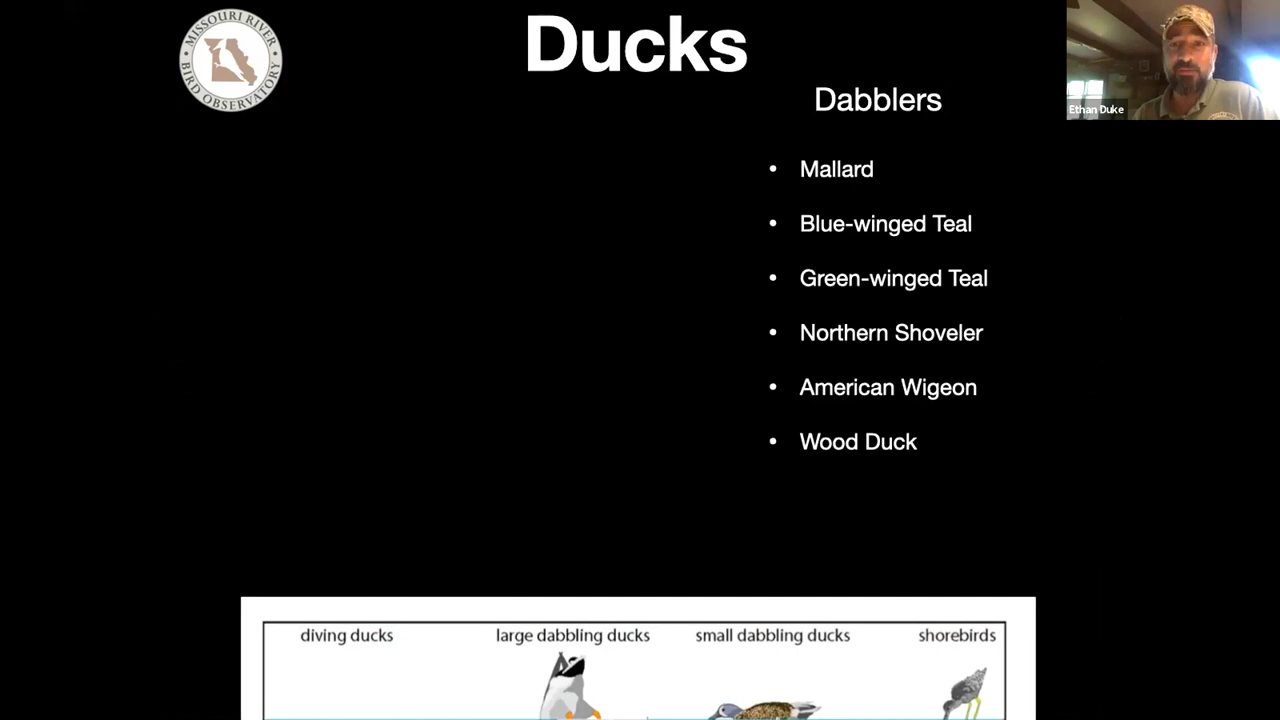 MISSOURI RIVER
BIRD OBSERVATORY
Ducks
Ethan Duke
Dabblers
• Mallard
• Blue-winged Teal
• Green-winged Teal
• Northern Shoveler
• American Wigeon
• Wood Duck
diving ducks large dabbling ducks small dabbling ducks shorebirds